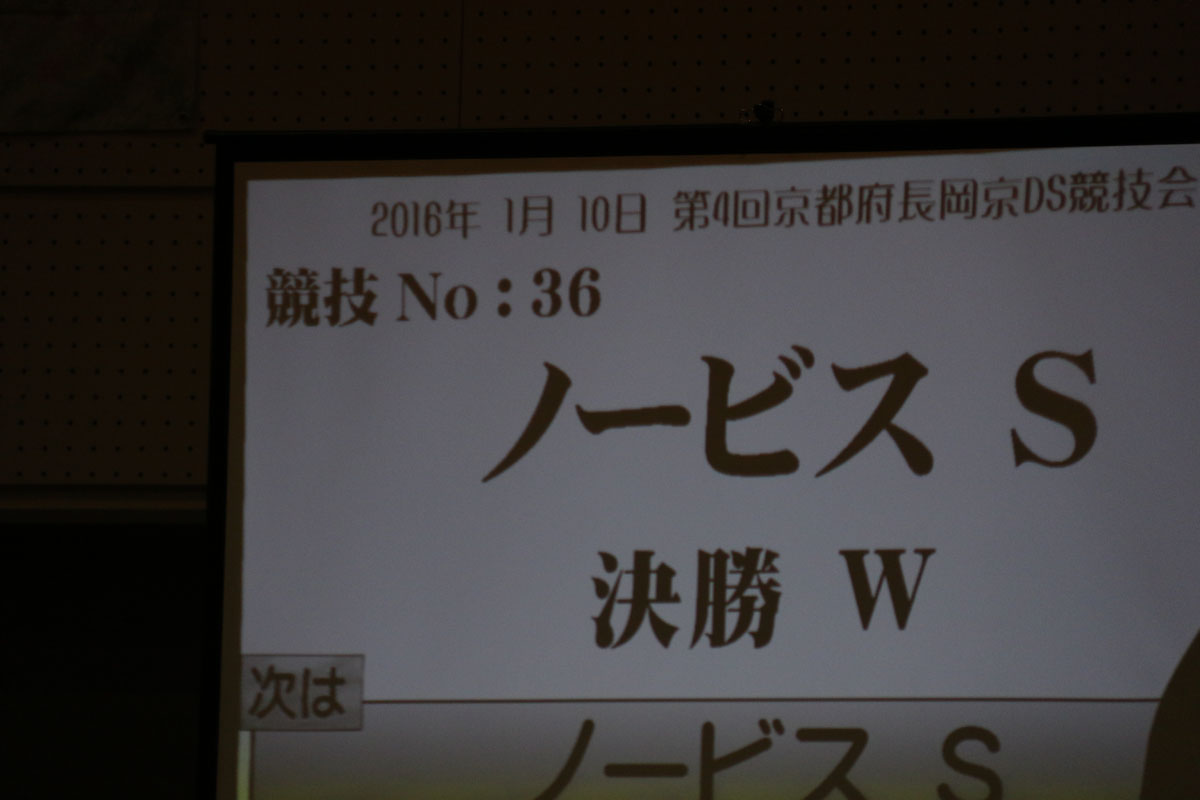 2016年 1月 10日 第4回京都府長岡京DS競技会
競技 No：36
ノービス S
決勝 W
次は
ノービス S